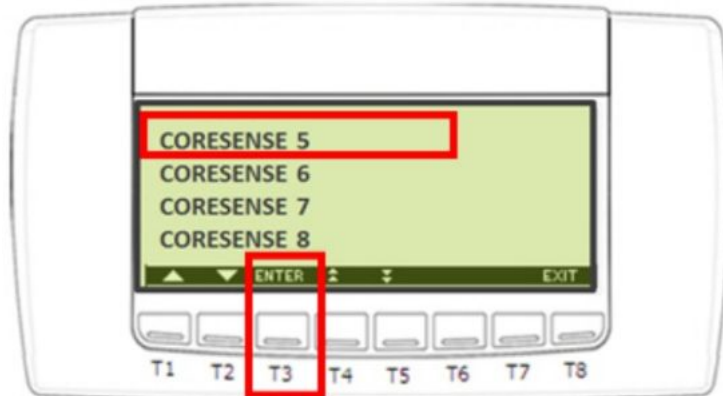 CORESENSE 5
CORESENSE 6
CORESENSE 7
CORESENSE 8
ENTER EXIT
T1 T2 T3 T4 T5 T6 T7 T8